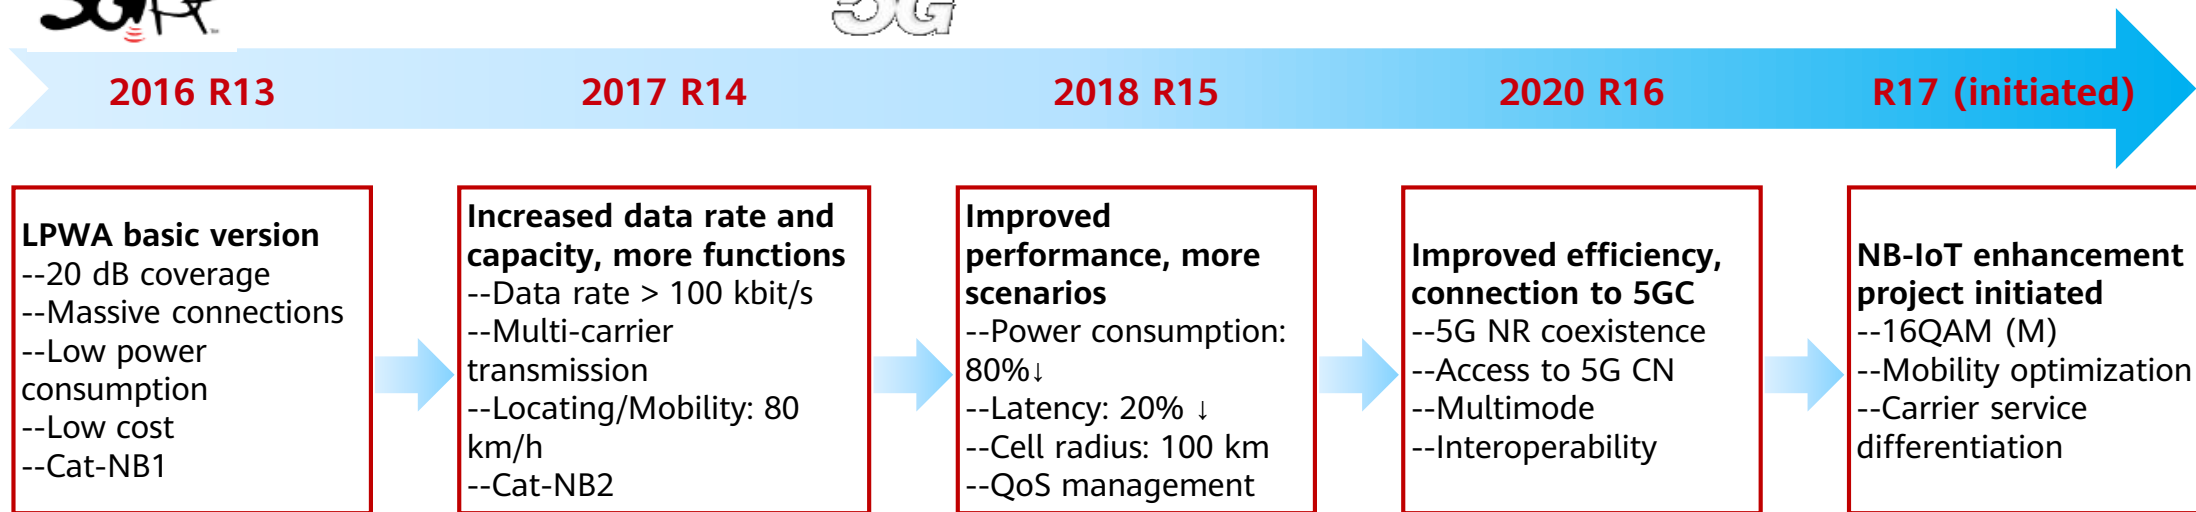 5G
2016 R13
2017 R14
2018 R15
2020 R16
R17 (initiated)
LPWA basic version
--20 dB coverage
--Massive connections
--Low power
consumption
--Low cost
--Cat-NB1
Increased data rate and
capacity, more functions
--Data rate > 100 kbit/s
--Multi-carrier
transmission
--Locating/Mobility: 80
km/h
--Cat-NB2
Improved
performance, more
scenarios
--Power consumption:
80%↓
--Latency: 20% ↓
--Cell radius: 100 km
--QoS management
Improved efficiency,
connection to 5GC
--5G NR coexistence
--Access to 5G CN
--Multimode
--Interoperability
NB-IoT enhancement
project initiated
--16QAM (M)
--Mobility optimization
--Carrier service
differentiation